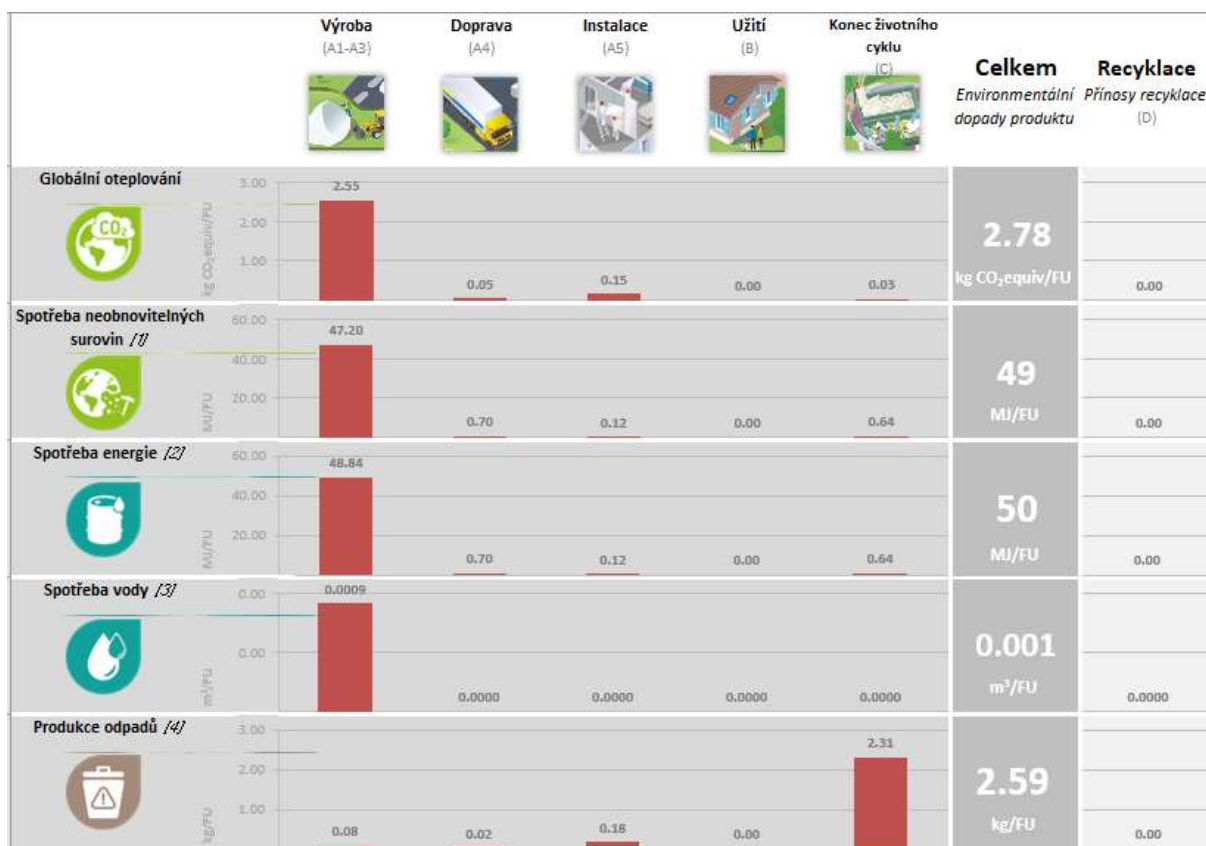 Výroba
(A1-A3)
Doprava
(A4)
Instalace
(A5)
Užití
(B)
Konec životního
cyklu
(C)
Celkem
Environmentální
dopady produktu
Recyklace
Přínosy recyklace
(D)
Globální oteplování
CO₂
kg CO₂equiv/FU
3.00
2.00
1.00
2.55
0.05
0.15
0.00
0.03
2.78
kg CO₂equiv/FU
0.00
Spotřeba neobnovitelných
surovin [1]
MJ/FU
60.00
40.00
20.00
47.20
0.70
0.12
0.00
0.64
49
MJ/FU
0.00
Spotřeba energie [2]
MJ/FU
60.00
40.00
20.00
48.84
0.70
0.12
0.00
0.64
50
MJ/FU
0.00
Spotřeba vody [3]
m³/FU
0.00
0.00
0.0009
0.0000
0.0000
0.0000
0.0000
0.001
m³/FU
0.0000
Produkce odpadů [4]
kg/FU
3.00
2.00
1.00
0.08
0.02
0.18
0.00
2.31
2.59
kg/FU
0.00